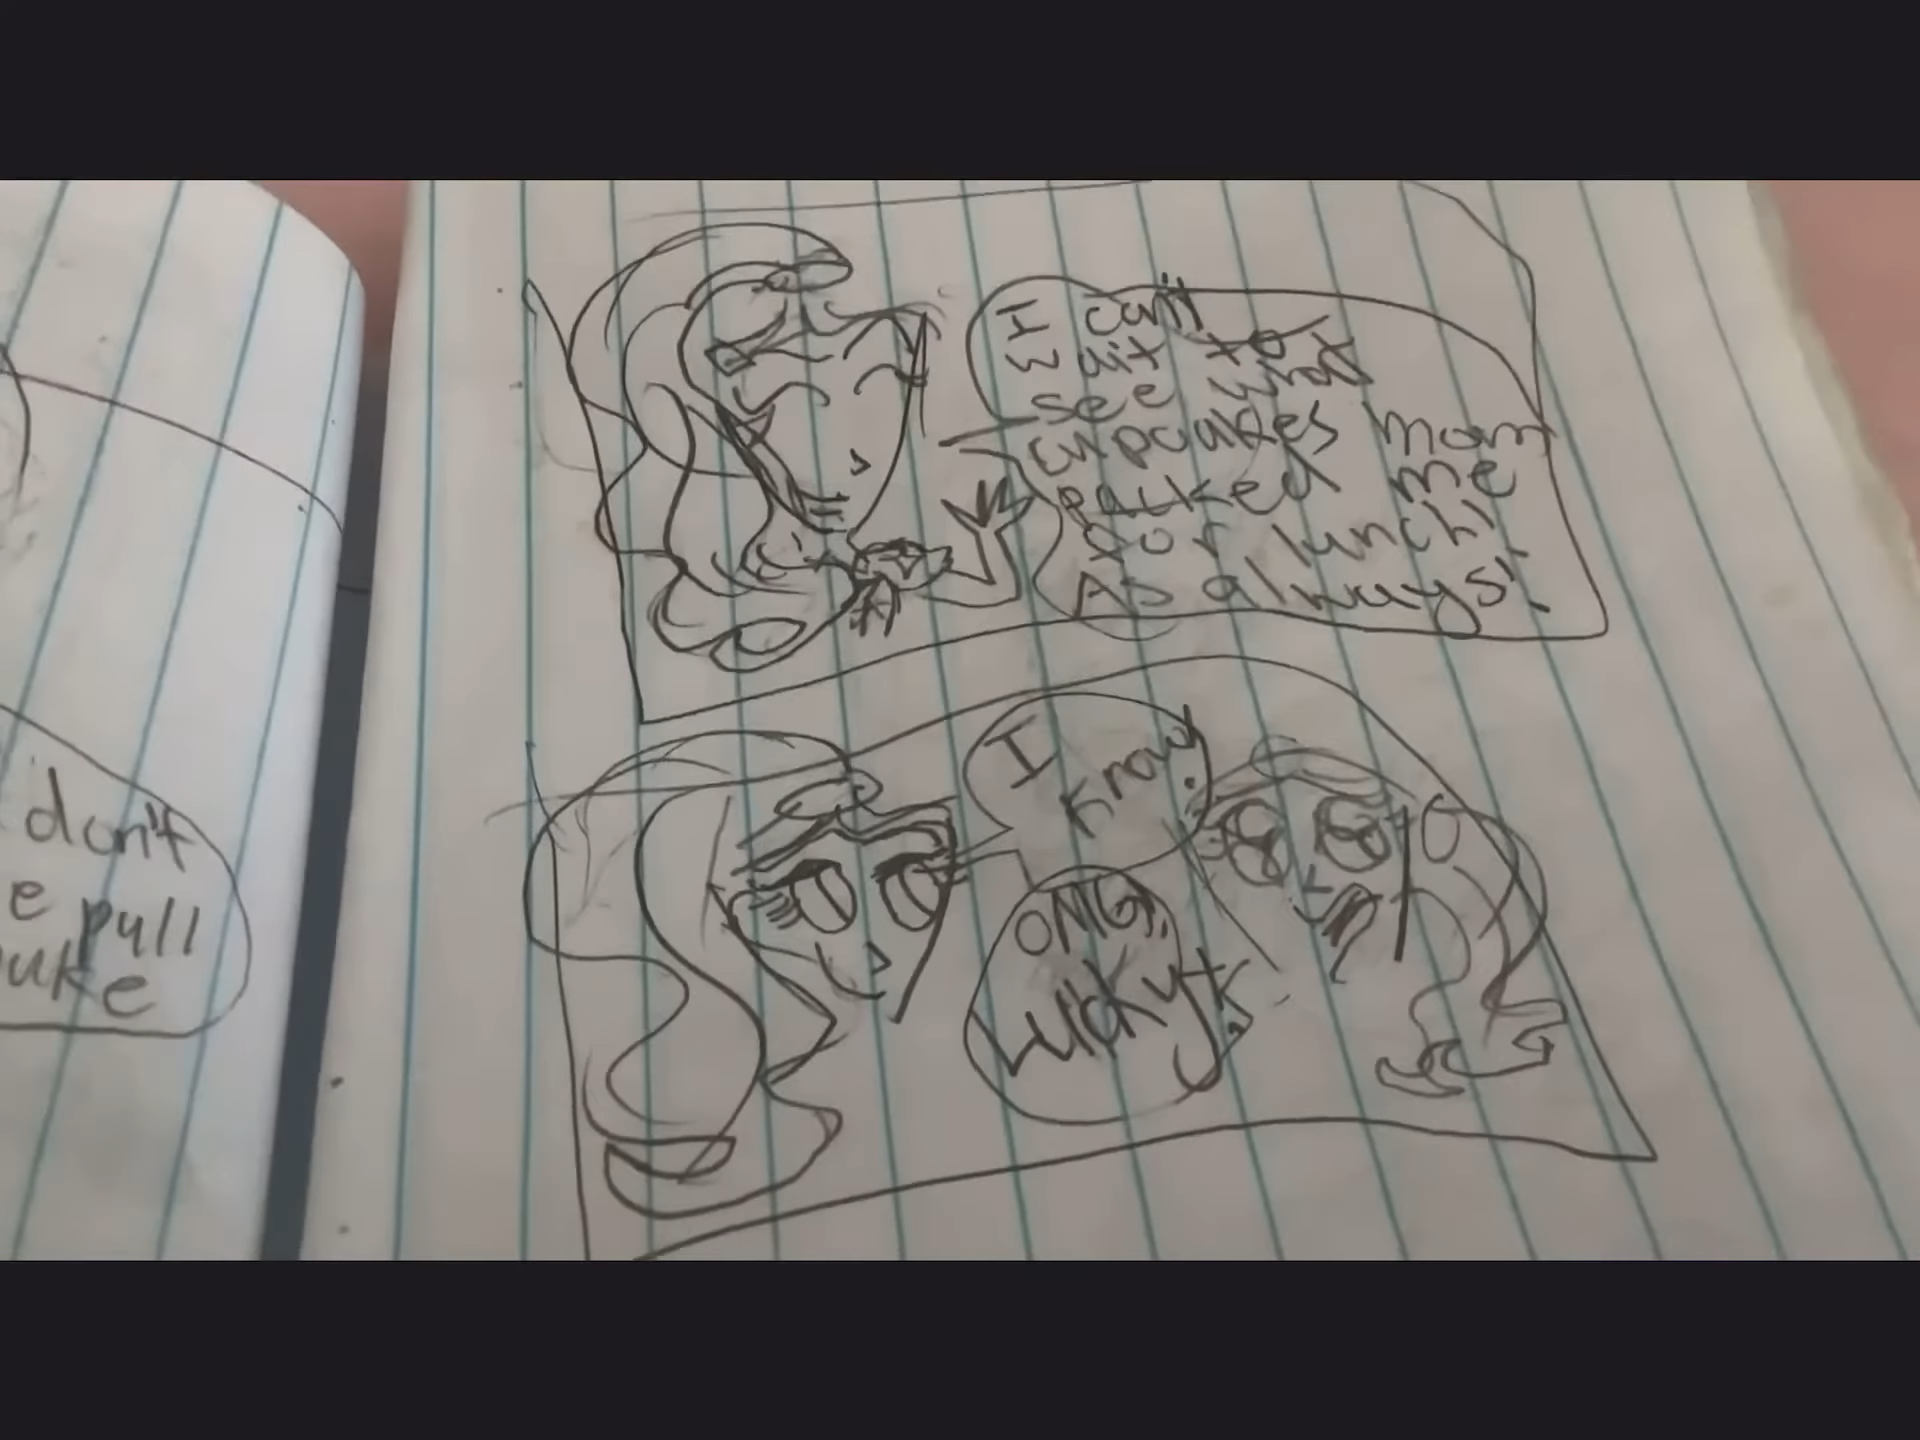 don't
e pull
uke
I can't
wait to
see what
cupcakes mom
packed me
for lunch!
As always!
I
know!
OMG,
Lucky